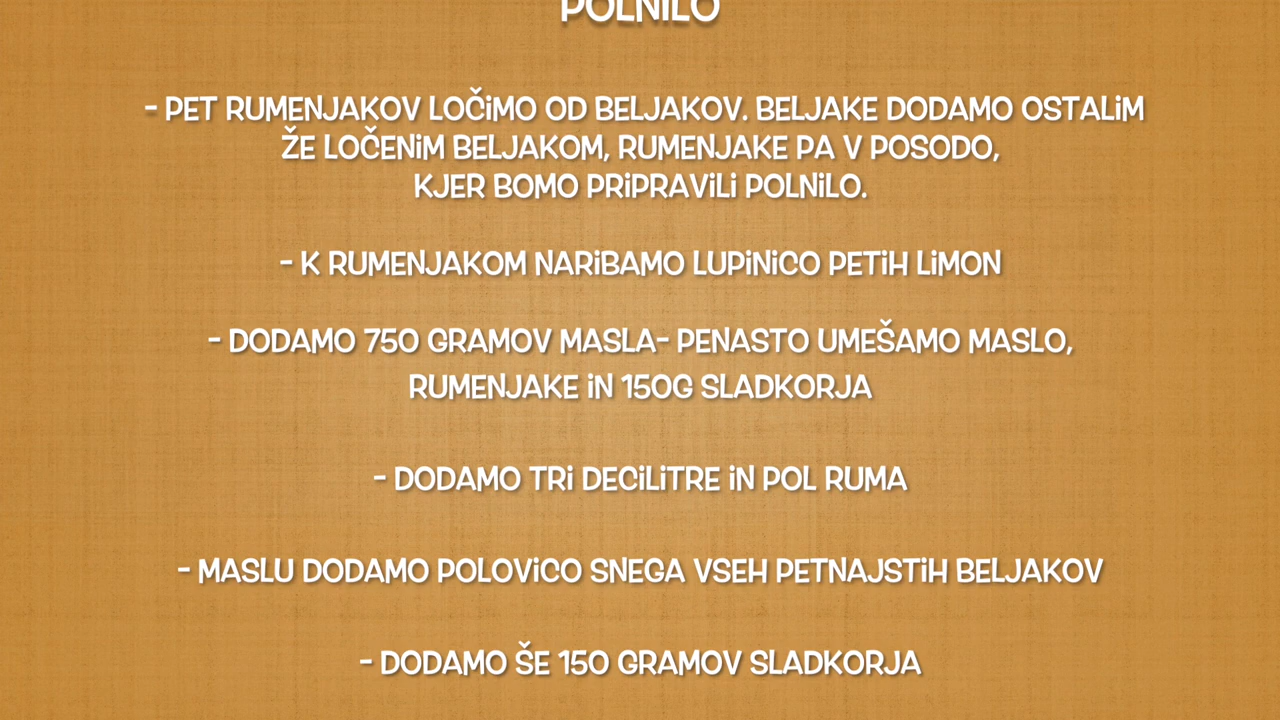 POLNILO
- PET RUMENJAKOV LOČIMO OD BELJAKOV. BELJAKE DODAMO OSTALIM
ŽE LOČENIM BELJAKOM, RUMENJAKE PA V POSODO,
KJER BOMO PRIPRAVILI POLNILO.
- K RUMENJAKOM NARIBAMO LUPINICO PETIH LIMON
- DODAMO 750 GRAMOV MASLA- PENASTO UMEŠAMO MASLO,
RUMENJAKE IN 150G SLADKORJA
- DODAMO TRI DECILITRE IN POL RUMA
- MASLU DODAMO POLOVICO SNEGA VSEH PETNAJSTIH BELJAKOV
- DODAMO ŠE 150 GRAMOV SLADKORJA